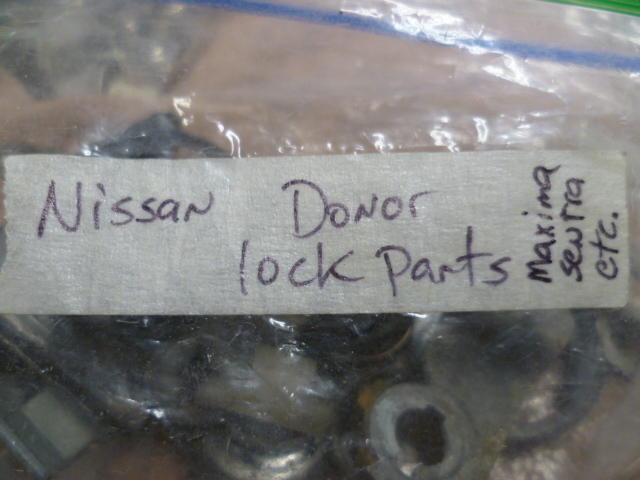 Nissan Donor
lock Parts
Maxima
sentra
etc.